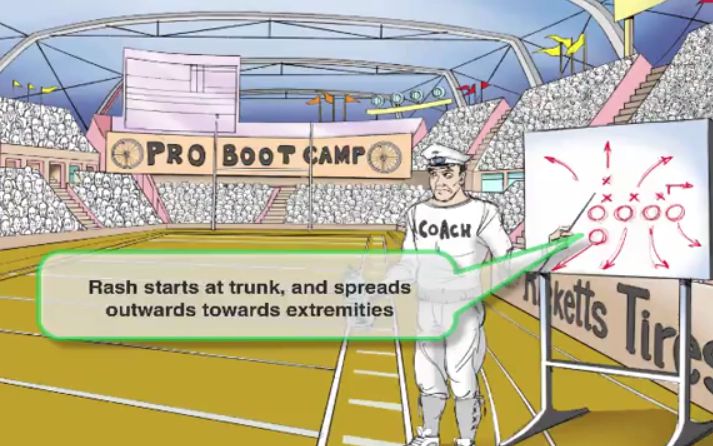 PRO BOOT CAMP
COACH
Rash starts at trunk, and spreads
outwards towards extremities
Ricketts Tires